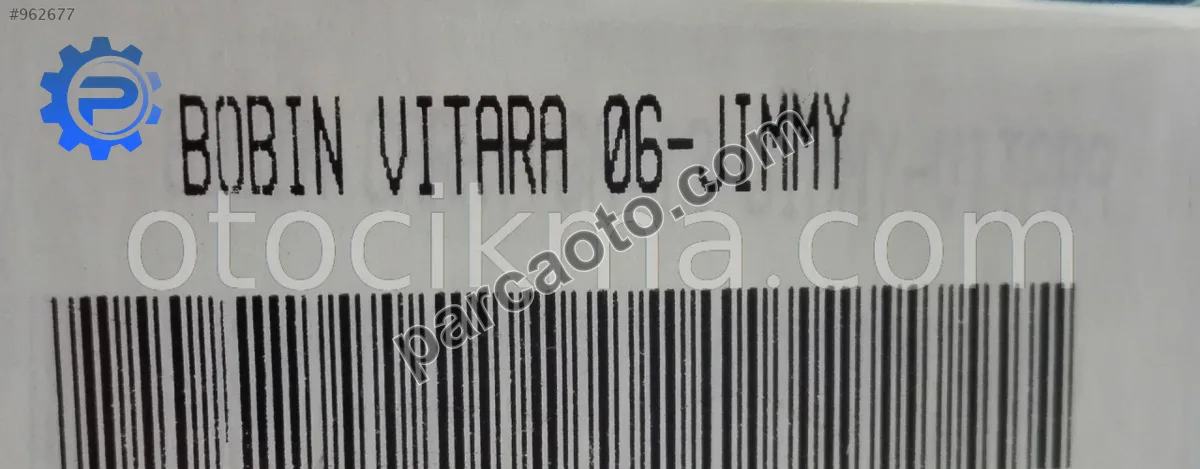 #962677
BOBIN VITARA 06-JIMMY
otocikma.com
parcaoto.com